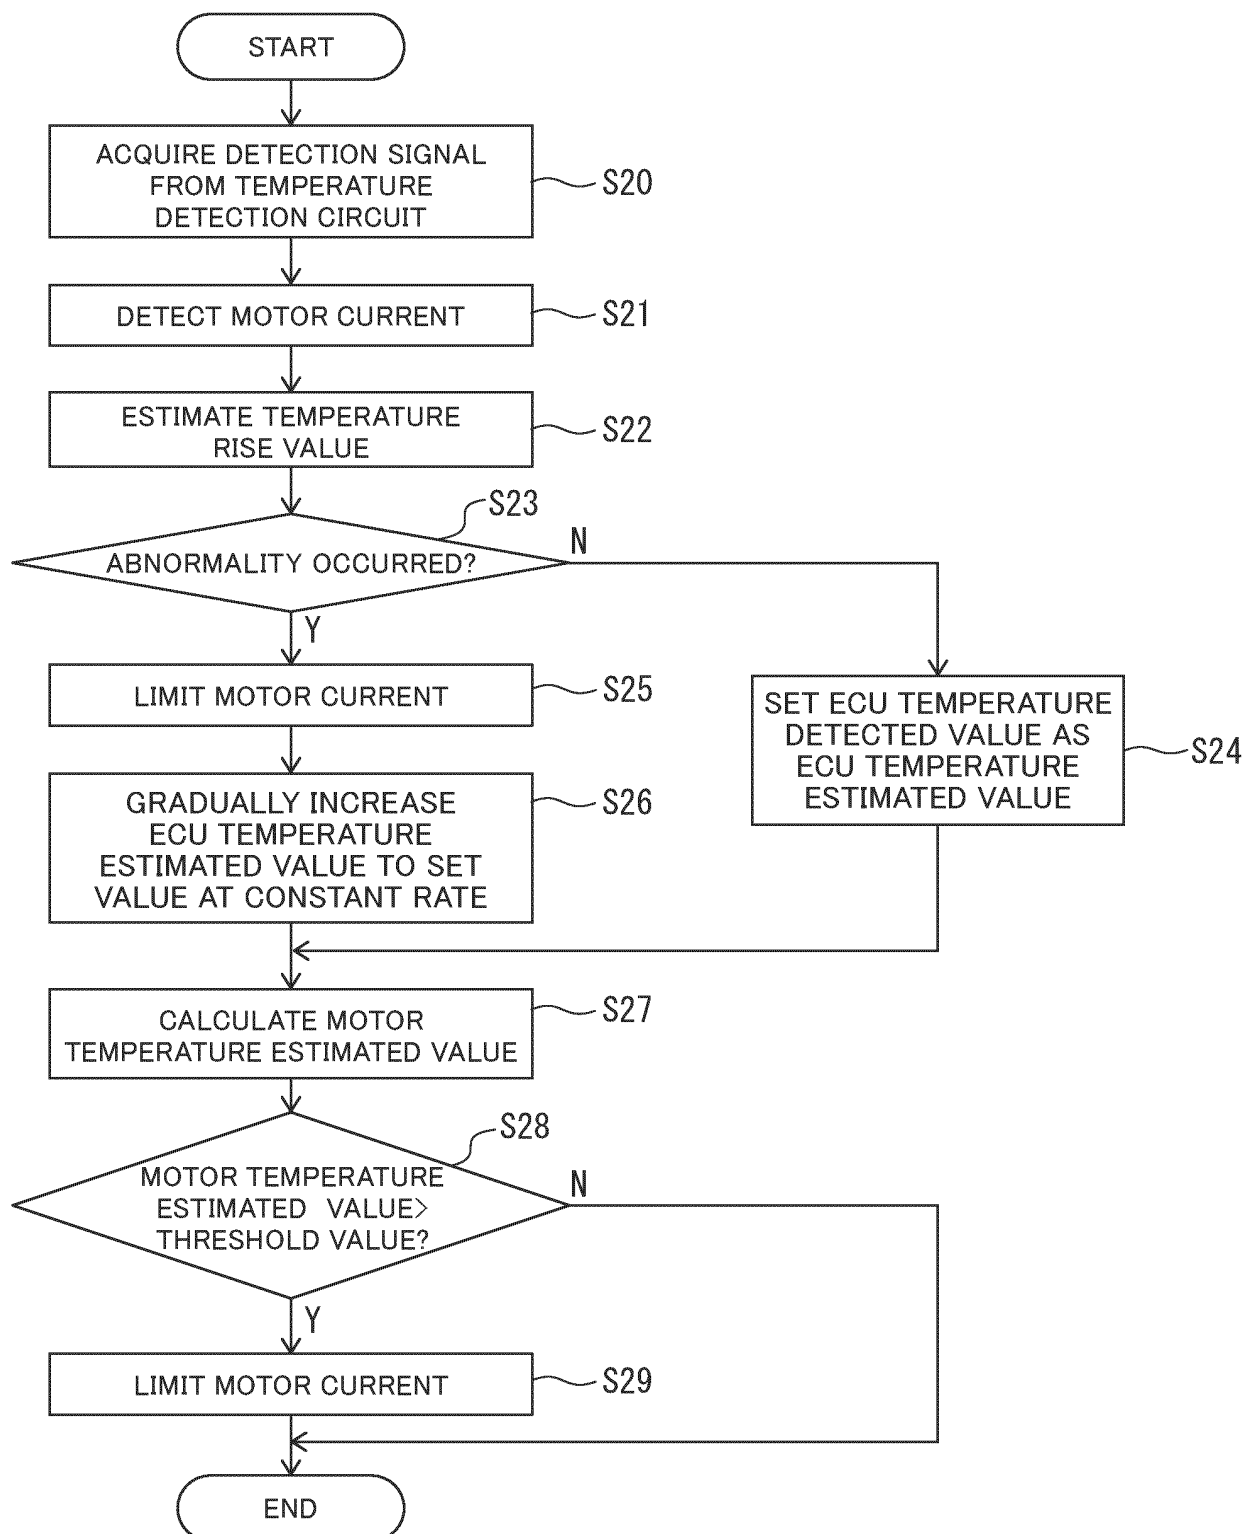 START
ACQUIRE DETECTION SIGNAL
FROM TEMPERATURE
DETECTION CIRCUIT
S20
DETECT MOTOR CURRENT
S21
ESTIMATE TEMPERATURE
RISE VALUE
S22
S23
ABNORMALITY OCCURRED?
N
Y
LIMIT MOTOR CURRENT
S25
SET ECU TEMPERATURE
DETECTED VALUE AS
ECU TEMPERATURE
ESTIMATED VALUE
S24
GRADUALLY INCREASE
ECU TEMPERATURE
ESTIMATED VALUE TO SET
VALUE AT CONSTANT RATE
S26
CALCULATE MOTOR
TEMPERATURE ESTIMATED VALUE
S27
S28
MOTOR TEMPERATURE
ESTIMATED VALUE>
THRESHOLD VALUE?
N
Y
LIMIT MOTOR CURRENT
S29
END